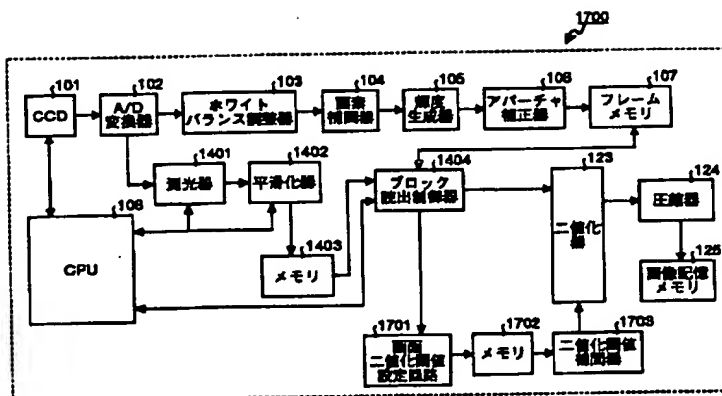 1700
101
CCD
102
A/D
変換器
103
ホワイト
バランス調整器
104
画素
補間器
105
輝度
生成器
106
アパーチャ
補正器
107
フレーム
メモリ
1401
測光器
1402
平滑化器
1403
メモリ
1404
ブロック
読出制御器
123
二値化器
124
圧縮器
125
画像記憶
メモリ
108
CPU
1701
画面
二値化閾値
設定回路
1702
メモリ
1703
二値化閾値
補間器